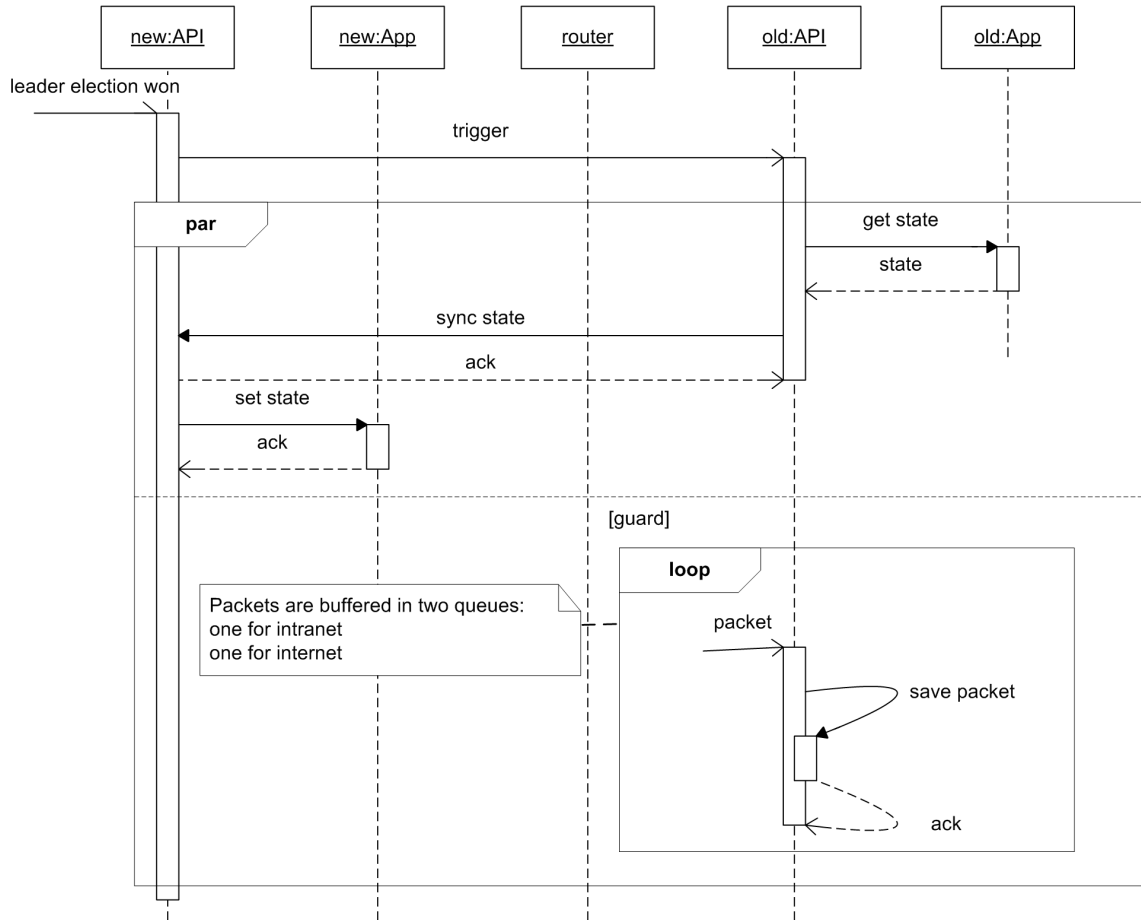 new:API
new:App
router
old:API
old:App
leader election won
trigger
par
get state
state
sync state
ack
set state
ack
[guard]
loop
Packets are buffered in two queues:
one for intranet
one for internet
packet
save packet
ack